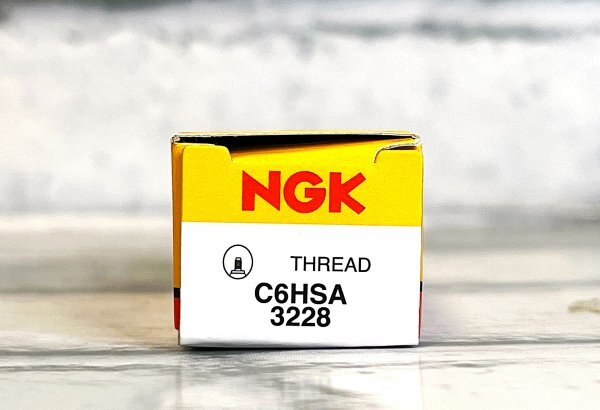 NGK
THREAD
C6HSA
3228